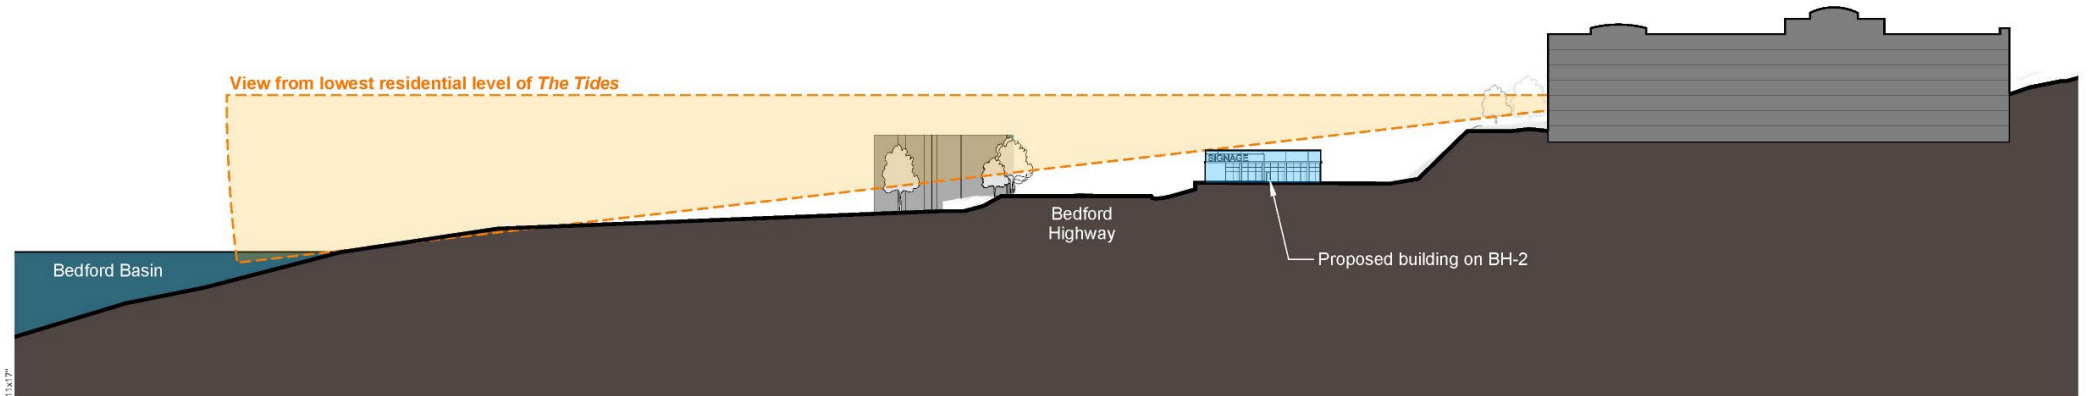 View from lowest residential level of The Tides
SIGNAGE
Bedford
Highway
Bedford Basin
Proposed building on BH-2
11x17"